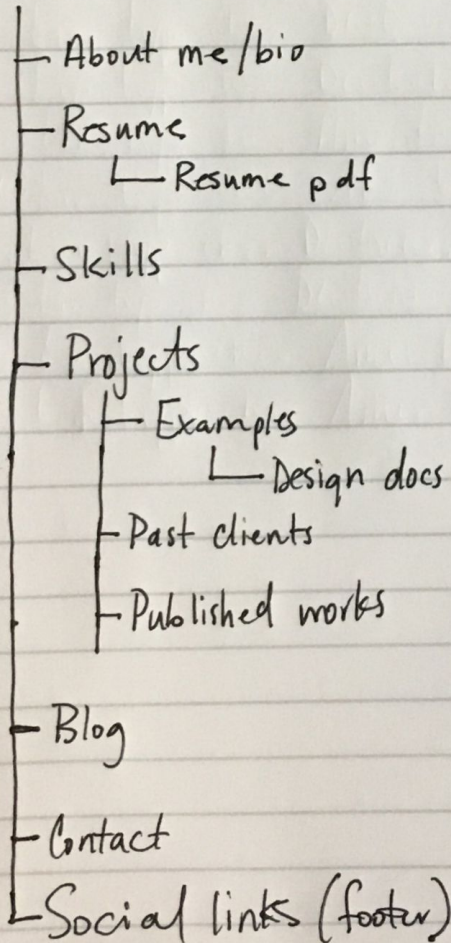 About me/bio
Resume
Resume pdf
Skills
Projects
Examples
Design docs
Past clients
Published works
Blog
Contact
Social links (footer)